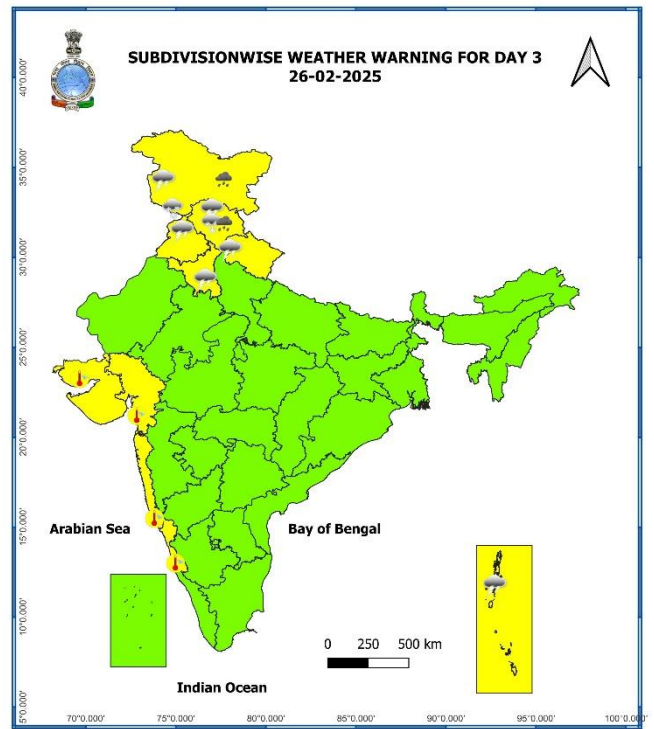 SUBDIVISIONWISE WEATHER WARNING FOR DAY 3
26-02-2025
40°0.000'
35°0.000'
30°0.000'
25°0.000'
20°0.000'
15°0.000'
10°0.000'
5°0.000'
Arabian Sea
Bay of Bengal
0 250 500 km
Indian Ocean
70°0.000' 75°0.000' 80°0.000' 85°0.000' 90°0.000' 95°0.000' 100°0.000'